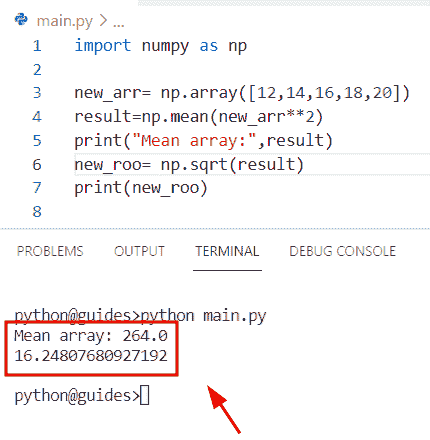 main.py > ...
1 import numpy as np
2
3 new_arr= np.array([12,14,16,18,20])
4 result=np.mean(new_arr**2)
5 print("Mean array:",result)
6 new_roo= np.sqrt(result)
7 print(new_roo)
8
PROBLEMS OUTPUT TERMINAL DEBUG CONSOLE
python@guides>python main.py
Mean array: 264.0
16.24807680927192
python@guides>